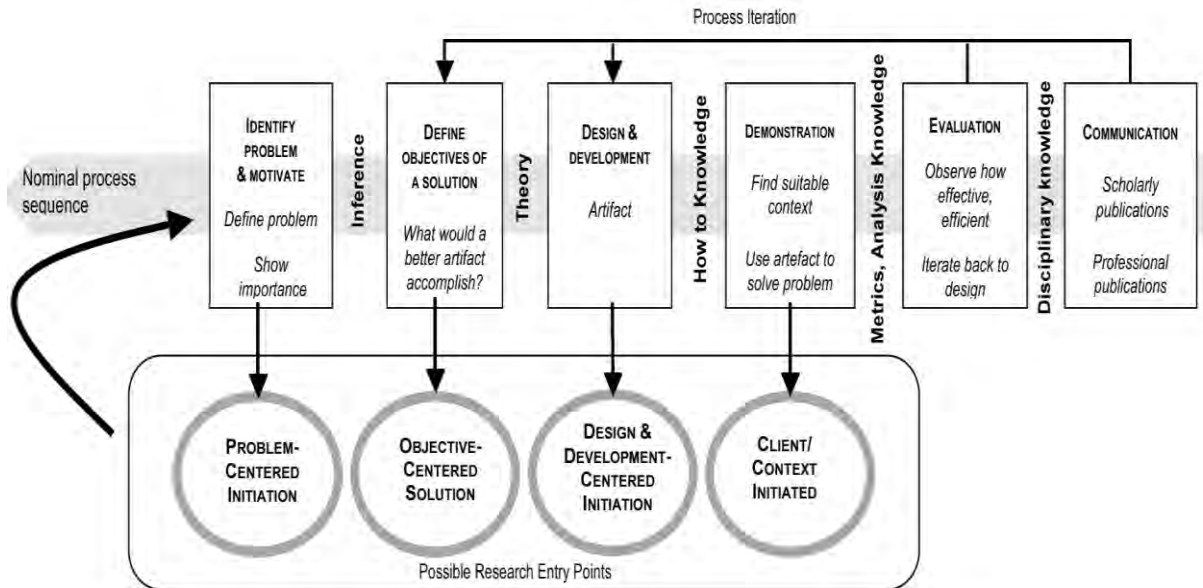 Process Iteration
Nominal process
sequence
IDENTIFY
PROBLEM
& MOTIVATE
Define problem
Show
importance
Inference
DEFINE
OBJECTIVES OF
A SOLUTION
What would a
better artifact
accomplish?
Theory
DESIGN &
DEVELOPMENT
Artifact
How to Knowledge
DEMONSTRATION
Find suitable
context
Use artefact to
solve problem
Metrics, Analysis Knowledge
EVALUATION
Observe how
effective,
efficient
Iterate back to
design
Disciplinary knowledge
COMMUNICATION
Scholarly
publications
Professional
publications
PROBLEM-
CENTERED
INITIATION
OBJECTIVE-
CENTERED
SOLUTION
DESIGN &
DEVELOPMENT-
CENTERED
INITIATION
CLIENT/
CONTEXT
INITIATED
Possible Research Entry Points